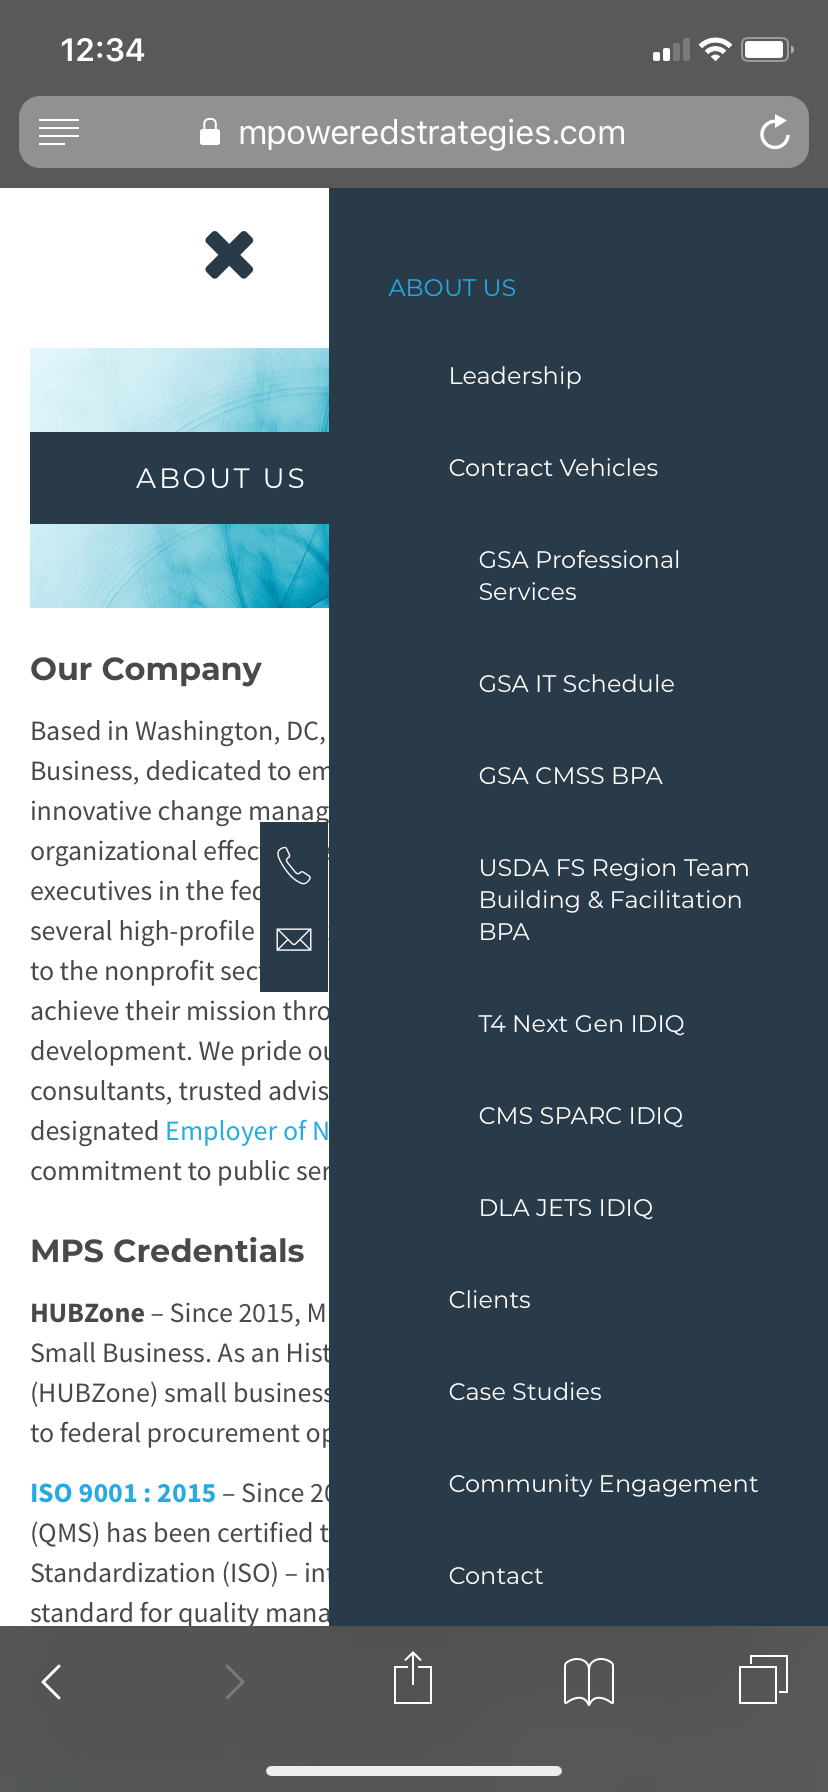 12:34
mpoweredstrategies.com
ABOUT US
Our Company
Based in Washington, DC,
Business, dedicated to em
innovative change manag
organizational effec
executives in the fed
several high-profile
to the nonprofit sec
achieve their mission thro
development. We pride ou
consultants, trusted advis
designated Employer of N
commitment to public ser
MPS Credentials
HUBZone – Since 2015, M
Small Business. As an Hist
(HUBZone) small business
to federal procurement op
ISO 9001 : 2015 – Since 20
(QMS) has been certified t
Standardization (ISO) – int
standard for quality mana
ABOUT US
Leadership
Contract Vehicles
GSA Professional
Services
GSA IT Schedule
GSA CMSS BPA
USDA FS Region Team
Building & Facilitation
BPA
T4 Next Gen IDIQ
CMS SPARC IDIQ
DLA JETS IDIQ
Clients
Case Studies
Community Engagement
Contact